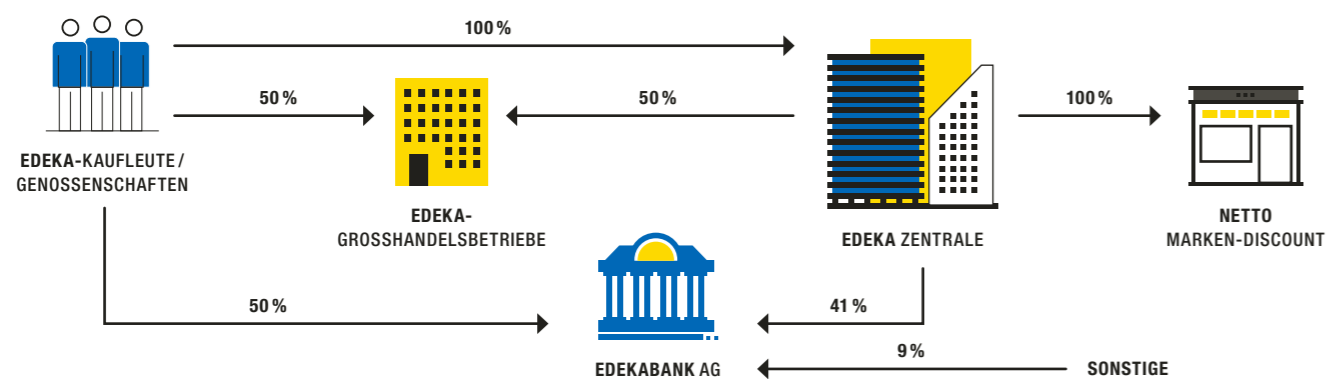 100 %
50 %
50 %
100 %
EDEKA-KAUFLEUTE /
GENOSSENSCHAFTEN
EDEKA-
GROSSHANDELSBETRIEBE
EDEKA ZENTRALE
NETTO
MARKEN-DISCOUNT
50 %
41 %
9 %
EDEKABANK AG
SONSTIGE